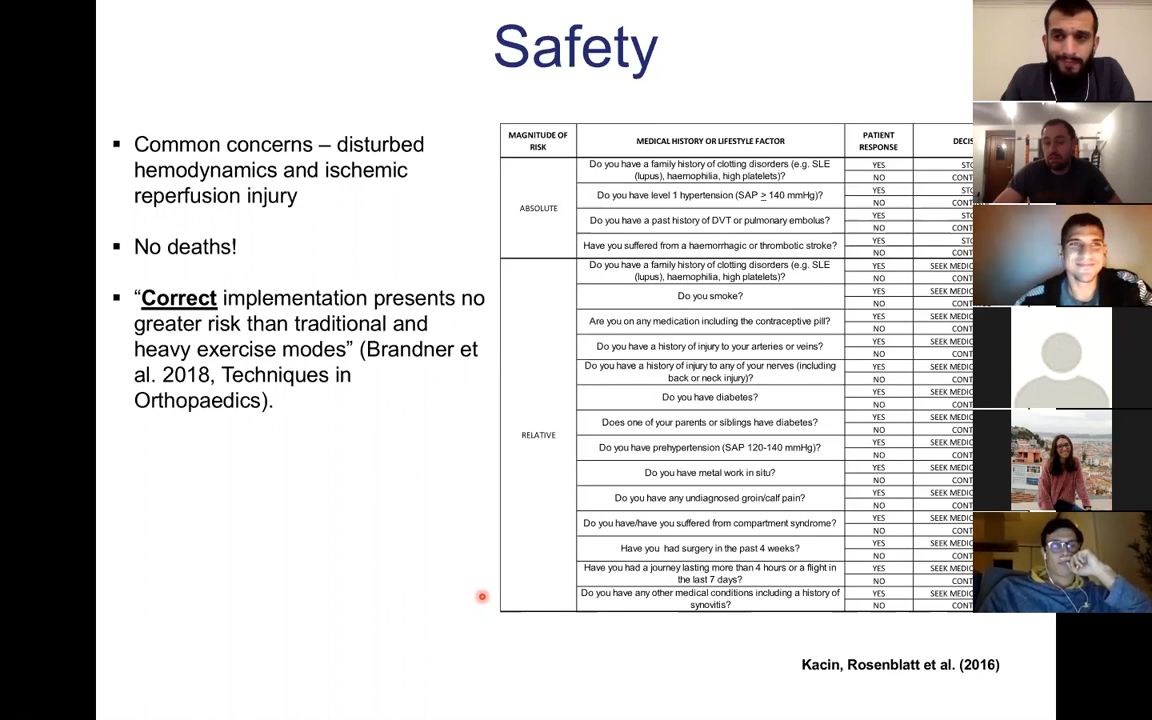 Safety
▪ Common concerns – disturbed
hemodynamics and ischemic
reperfusion injury
▪ No deaths!
▪ “Correct implementation presents no
greater risk than traditional and
heavy exercise modes” (Brandner et
al. 2018, Techniques in
Orthopaedics).
MAGNITUDE OF RISK MEDICAL HISTORY OR LIFESTYLE FACTOR PATIENT RESPONSE DECIS
ABSOLUTE
Do you have a family history of clotting disorders (e.g. SLE
(lupus), haemophilia, high platelets)?
YES STO
NO CONT
Do you have level 1 hypertension (SAP ≥ 140 mmHg)?
YES STO
NO CONT
Do you have a past history of DVT or pulmonary embolus?
YES STO
NO CONT
Have you suffered from a haemorrhagic or thrombotic stroke?
YES STO
NO CONT
RELATIVE
Do you have a family history of clotting disorders (e.g. SLE
(lupus), haemophilia, high platelets)?
YES SEEK MEDIC
NO CONT
Do you smoke?
YES SEEK MEDIC
NO CONT
Are you on any medication including the contraceptive pill?
YES SEEK MEDIC
NO CONT
Do you have a history of injury to your arteries or veins?
YES SEEK MEDIC
NO CONT
Do you have a history of injury to any of your nerves (including
back or neck injury)?
YES SEEK MEDIC
NO CONT
Do you have diabetes?
YES SEEK MEDIC
NO CONT
Does one of your parents or siblings have diabetes?
YES SEEK MEDIC
NO CONT
Do you have prehypertension (SAP 120-140 mmHg)?
YES SEEK MEDIC
NO CONT
Do you have metal work in situ?
YES SEEK MEDIC
NO CONT
Do you have any undiagnosed groin/calf pain?
YES SEEK MEDIC
NO CONT
Do you have/have you suffered from compartment syndrome?
YES SEEK MEDIC
NO CONT
Have you had surgery in the past 4 weeks?
YES SEEK MEDIC
NO CONT
Have you had a journey lasting more than 4 hours or a flight in
the last 7 days?
YES SEEK MEDIC
NO CONT
Do you have any other medical conditions including a history of
synovitis?
YES SEEK MEDIC
NO CONT
Kacin, Rosenblatt et al. (2016)